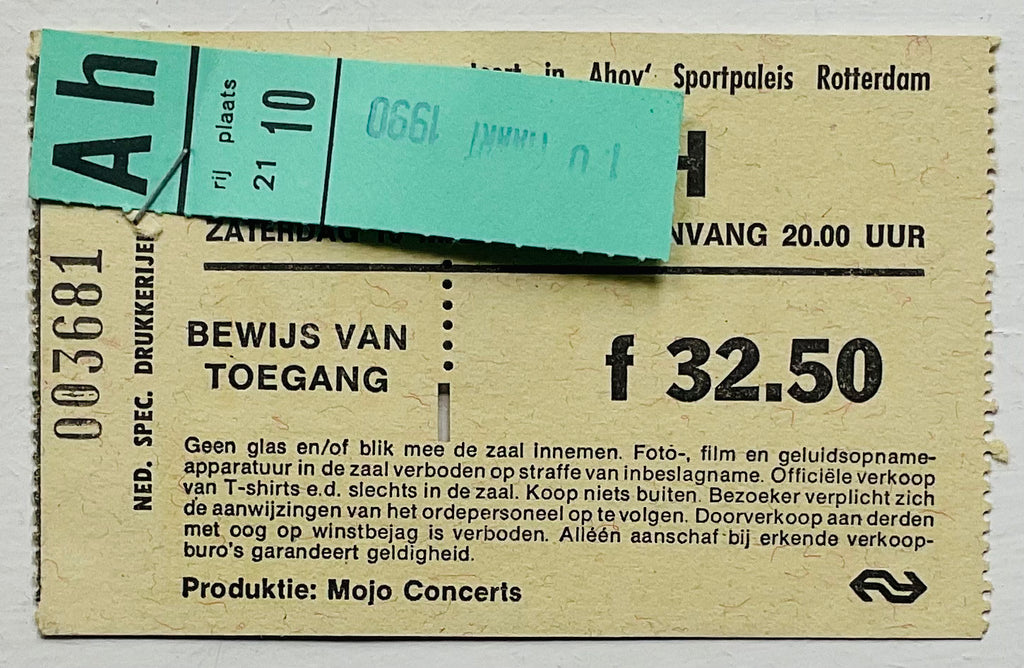 Ah
rij plaats
21 10
1990
in Ahoy' Sportpaleis Rotterdam
H
ZATERDAG NVANG 20.00 UUR
003681
NED. SPEC. DRUKKERIJE
BEWIJS VAN
TOEGANG
f 32.50
Geen glas en/of blik mee de zaal innemen. Foto-, film en geluidsopname-
apparatuur in de zaal verboden op straffe van inbeslagname. Officiële verkoop
van T-shirts e.d. slechts in de zaal. Koop niets buiten. Bezoeker verplicht zich
de aanwijzingen van het ordepersoneel op te volgen. Doorverkoop aan derden
met oog op winstbejag is verboden. Alléén aanschaf bij erkende verkoop-
buro's garandeert geldigheid.
Produktie: Mojo Concerts